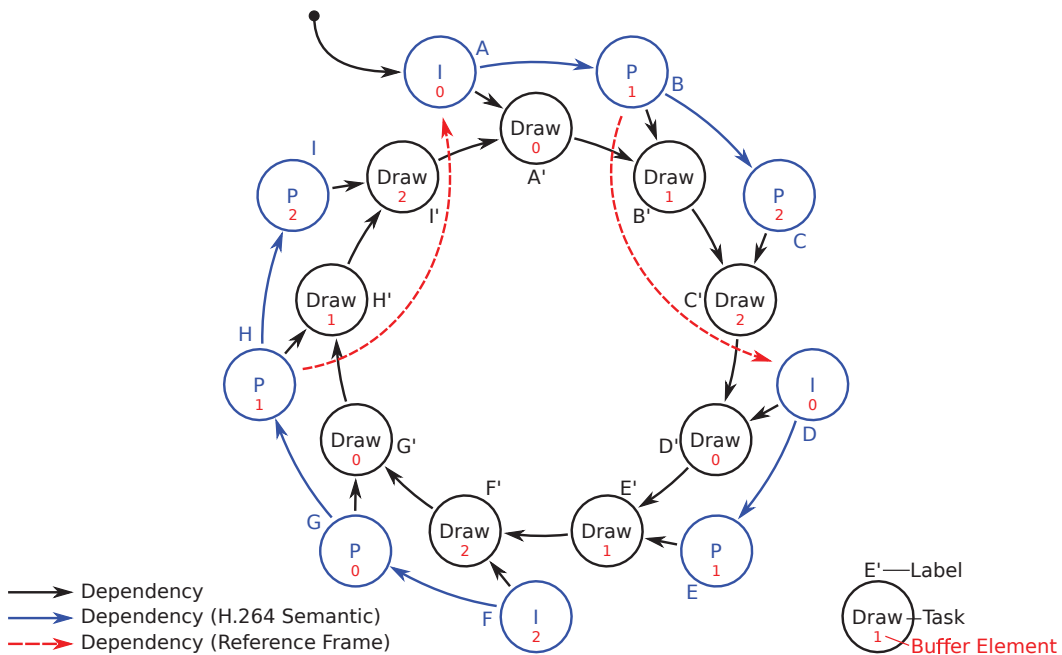 A
I
0
P
1
B
Draw
0
A'
I
P
2
Draw
2
I'
Draw
1
B'
P
2
C
Draw
1
H'
C'
Draw
2
H
P
1
I
0
D
Draw
0
G'
D'
Draw
0
F'
E'
G
P
0
Draw
2
Draw
1
P
1
E
F
I
2
Dependency
Dependency (H.264 Semantic)
Dependency (Reference Frame)
E' Label
Draw Task
1 Buffer Element